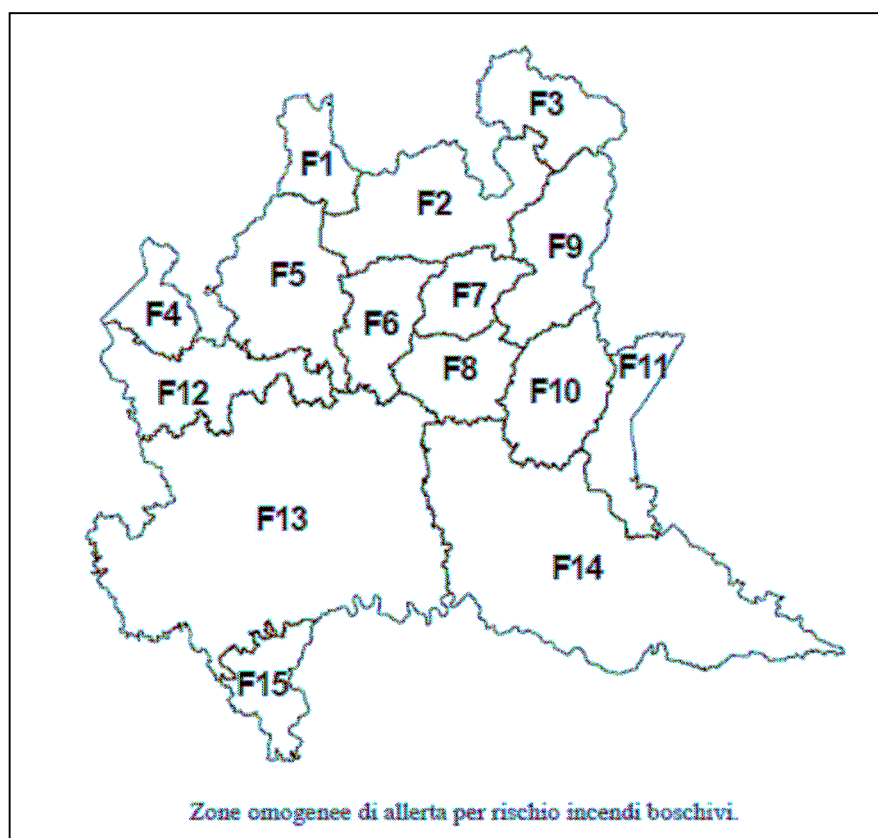 F3
F1
F2
F9
F5
F7
F4
F6
F11
F8
F12
F10
F13
F14
F15
Zone omogenee di allerta per rischio incendi boschivi.